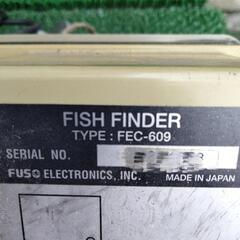 FISH FINDER
TYPE : FEC-609
SERIAL NO.
FUSO ELECTRONICS, INC. MADE IN JAPAN